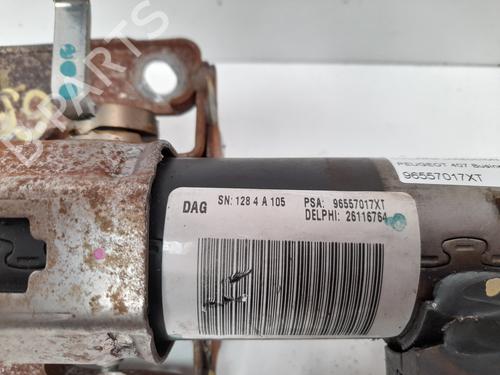 PEUGEOT 407
96557017XT
DAG SN: 128 4 A 105 PSA: 96557017XT
DELPHI: 26116764